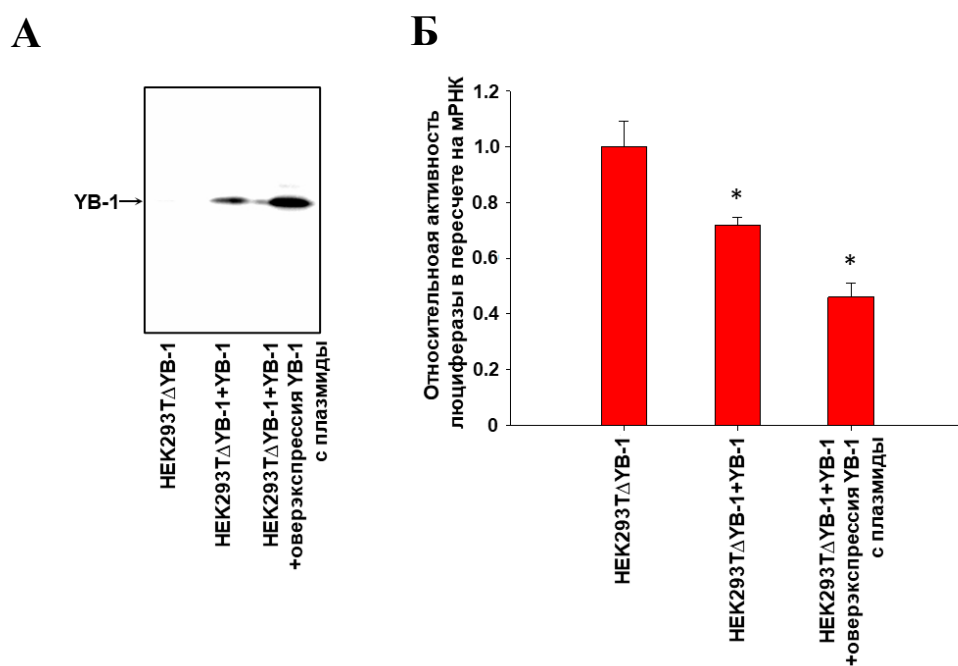 А
YB-1→
HEK293TΔYB-1
HEK293TΔYB-1+YB-1
HEK293TΔYB-1+YB-1
+оверэкспрессия YB-1
с плазмиды
Б
Относительноая активность
люциферазы в пересчете на мРНК
1.2
1.0
0.8
0.6
0.4
0.2
0
*
*
HEK293TΔYB-1
HEK293TΔYB-1+YB-1
HEK293TΔYB-1+YB-1
+оверэкспрессия YB-1
с плазмиды